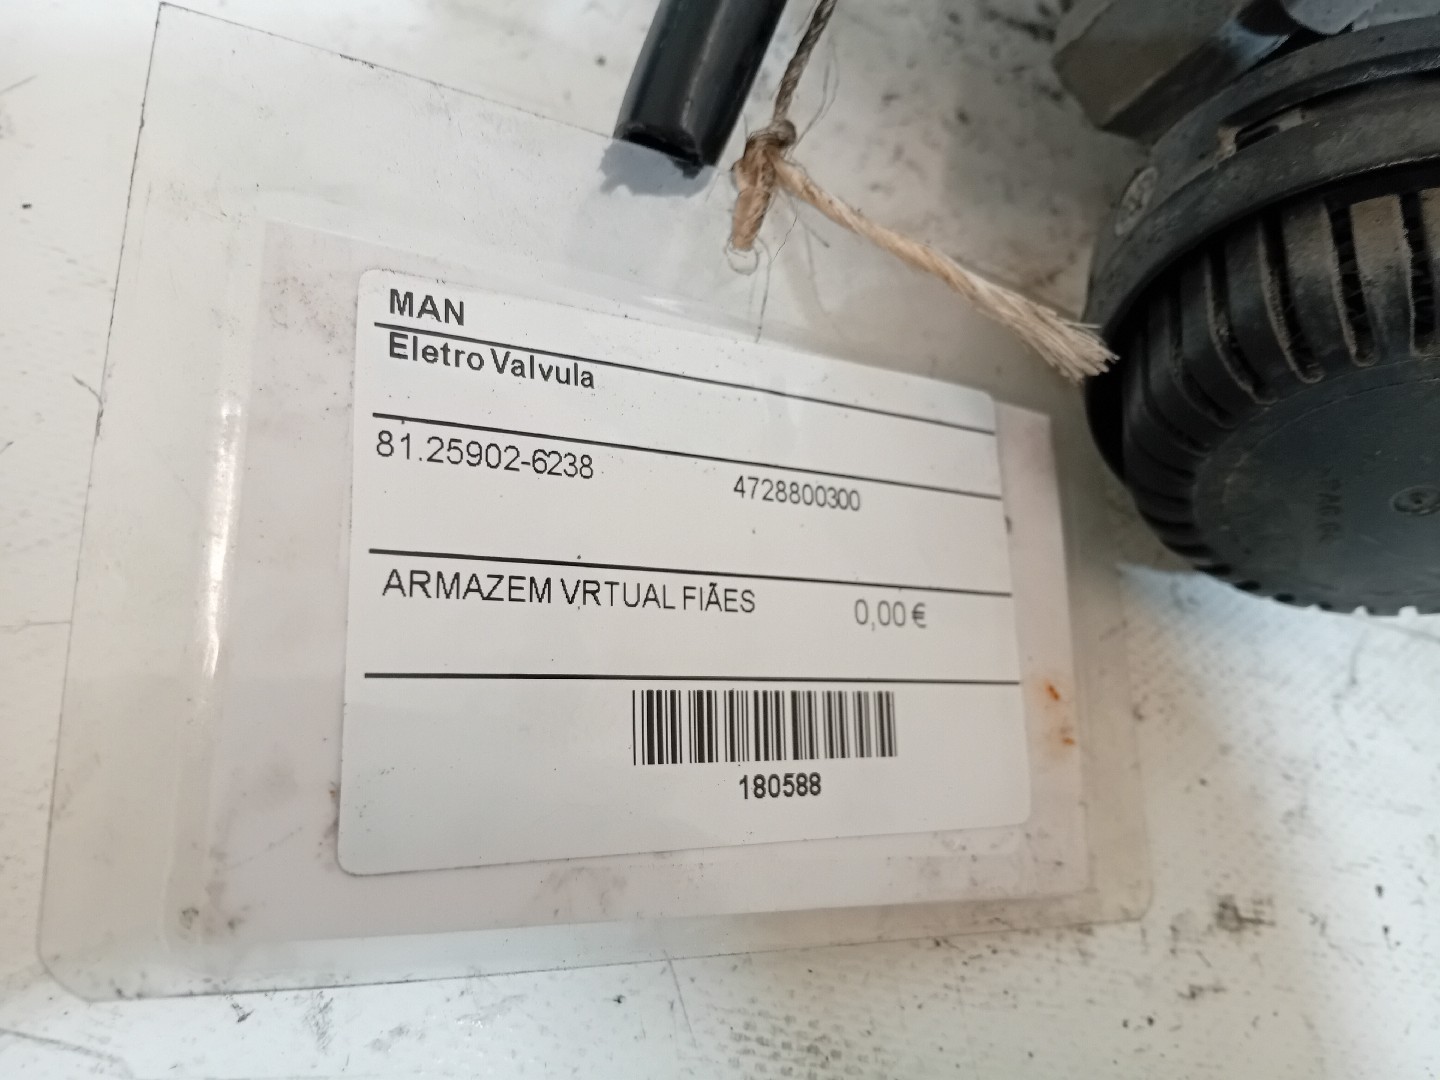 MAN
Eletro Valvula
81.25902-6238 4728800300
ARMAZEM VRTUAL FIÃES 0,00 €
180588